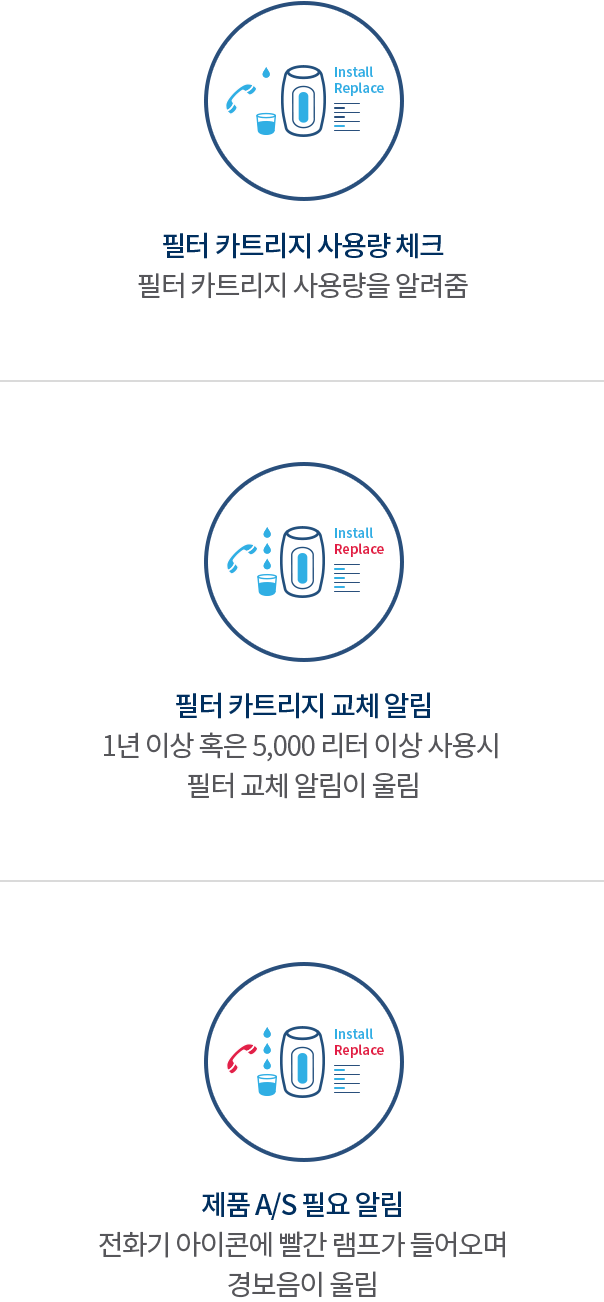 Install
Replace
필터 카트리지 사용량 체크
필터 카트리지 사용량을 알려줌
Install
Replace
필터 카트리지 교체 알림
1년 이상 혹은 5,000 리터 이상 사용시
필터 교체 알림이 울림
Install
Replace
제품 A/S 필요 알림
전화기 아이콘에 빨간 램프가 들어오며
경보음이 울림